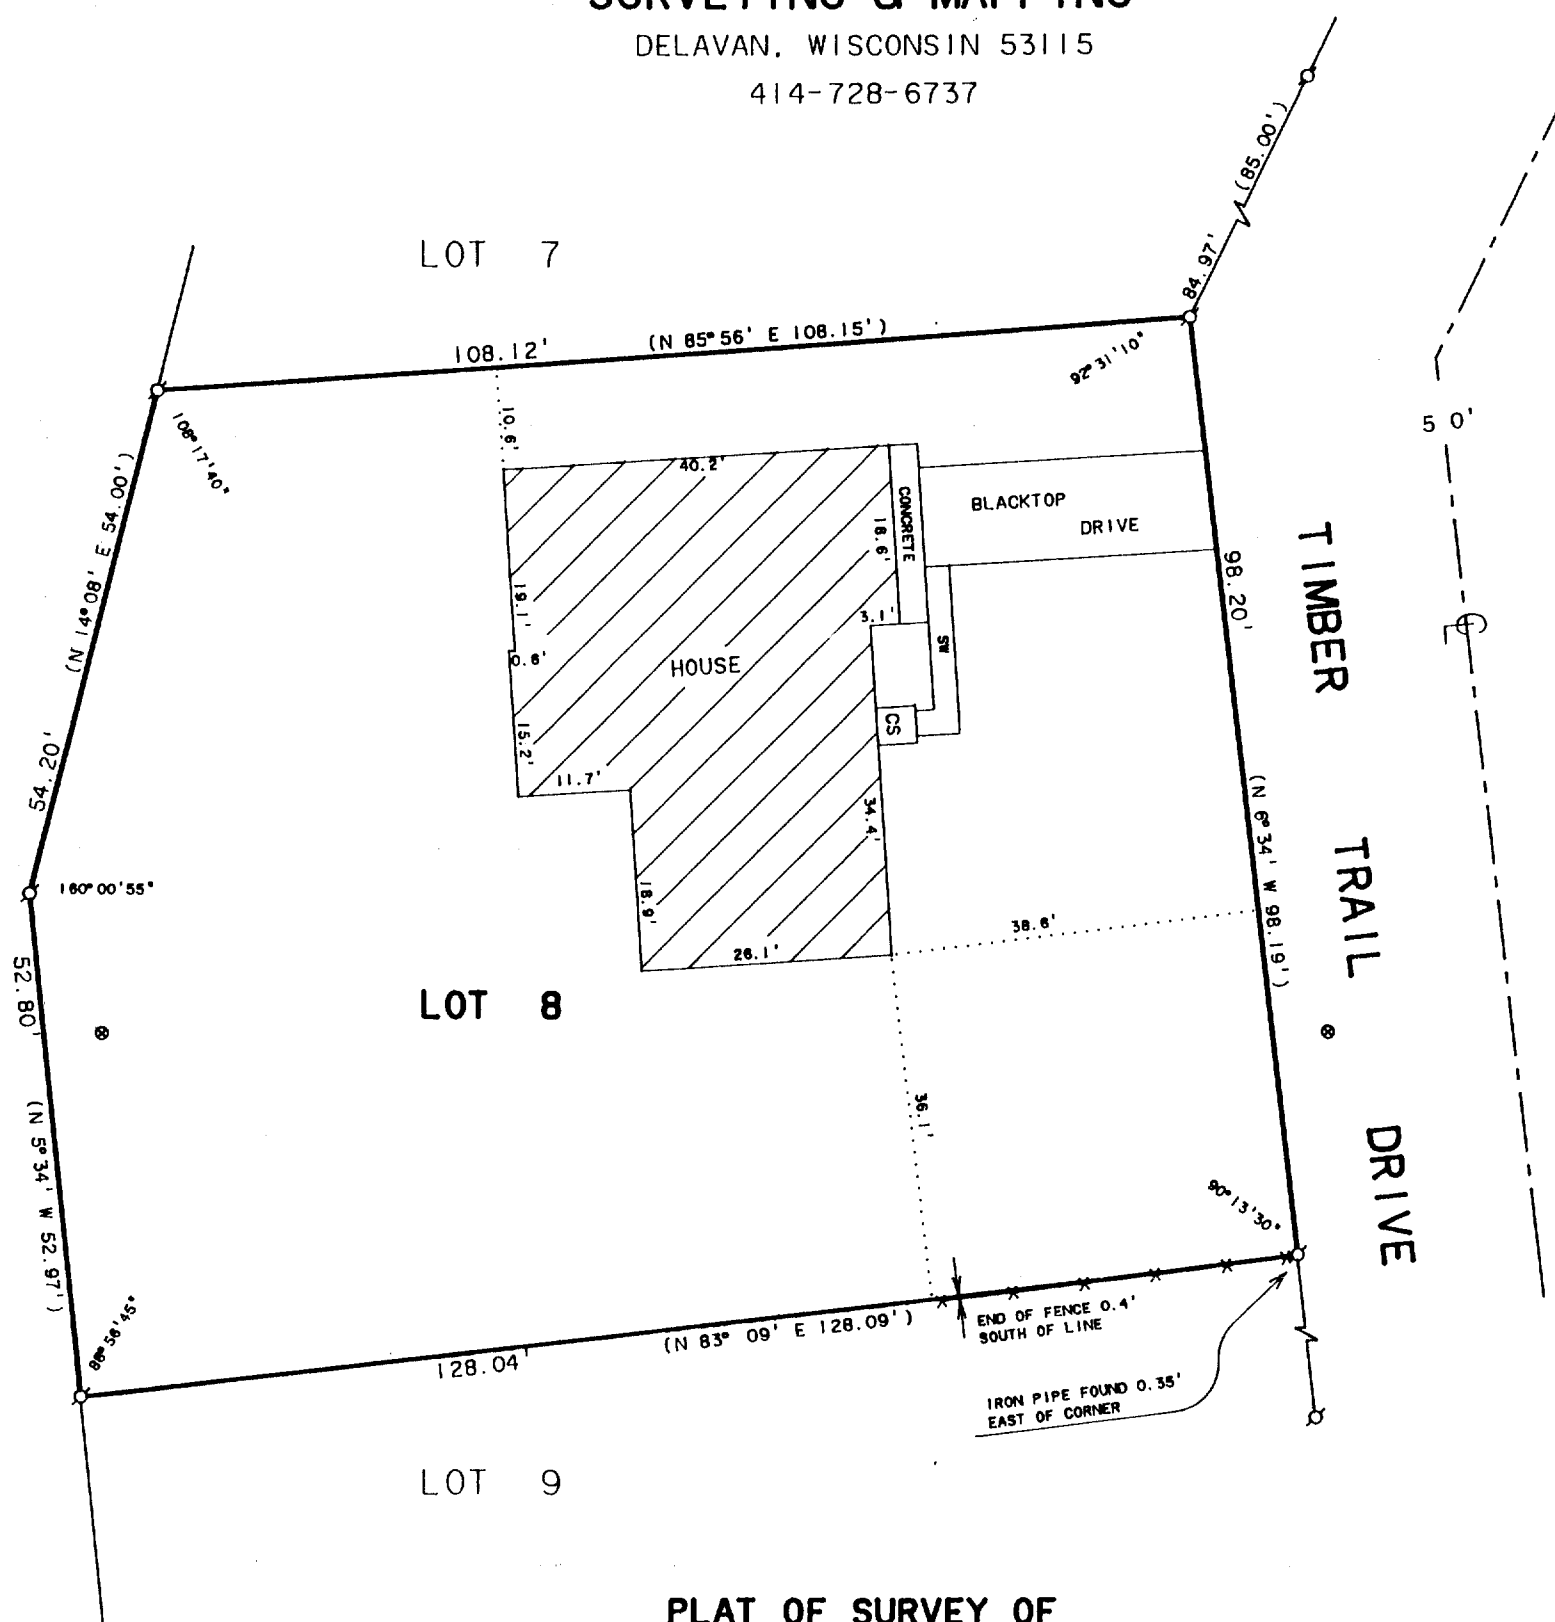 SURVEYING & MAPPING
DELAVAN, WISCONSIN 53115
414-728-6737
(85.00')
84.97'
LOT 7
108.12'
(N 85°56' E 108.15')
92°31'10"
108°17'40"
10.6'
50'
40.2'
CONCRETE
18.6'
BLACKTOP
DRIVE
(N 14°08' E 54.00')
54.20'
19.1'
0.6'
3.1'
SW
HOUSE
98.20'
TIMBER TRAIL DRIVE
CL
15.2'
11.7'
CS
34.4'
(N 6°34' W 98.19')
160°00'55"
18.9'
26.1'
38.6'
52.80'
LOT 8
(N 5°34' W 52.97')
36.1'
90°13'30"
88°56'45"
128.04'
(N 83° 09' E 128.09')
END OF FENCE 0.4'
SOUTH OF LINE
IRON PIPE FOUND 0.35'
EAST OF CORNER
LOT 9
PLAT OF SURVEY OF